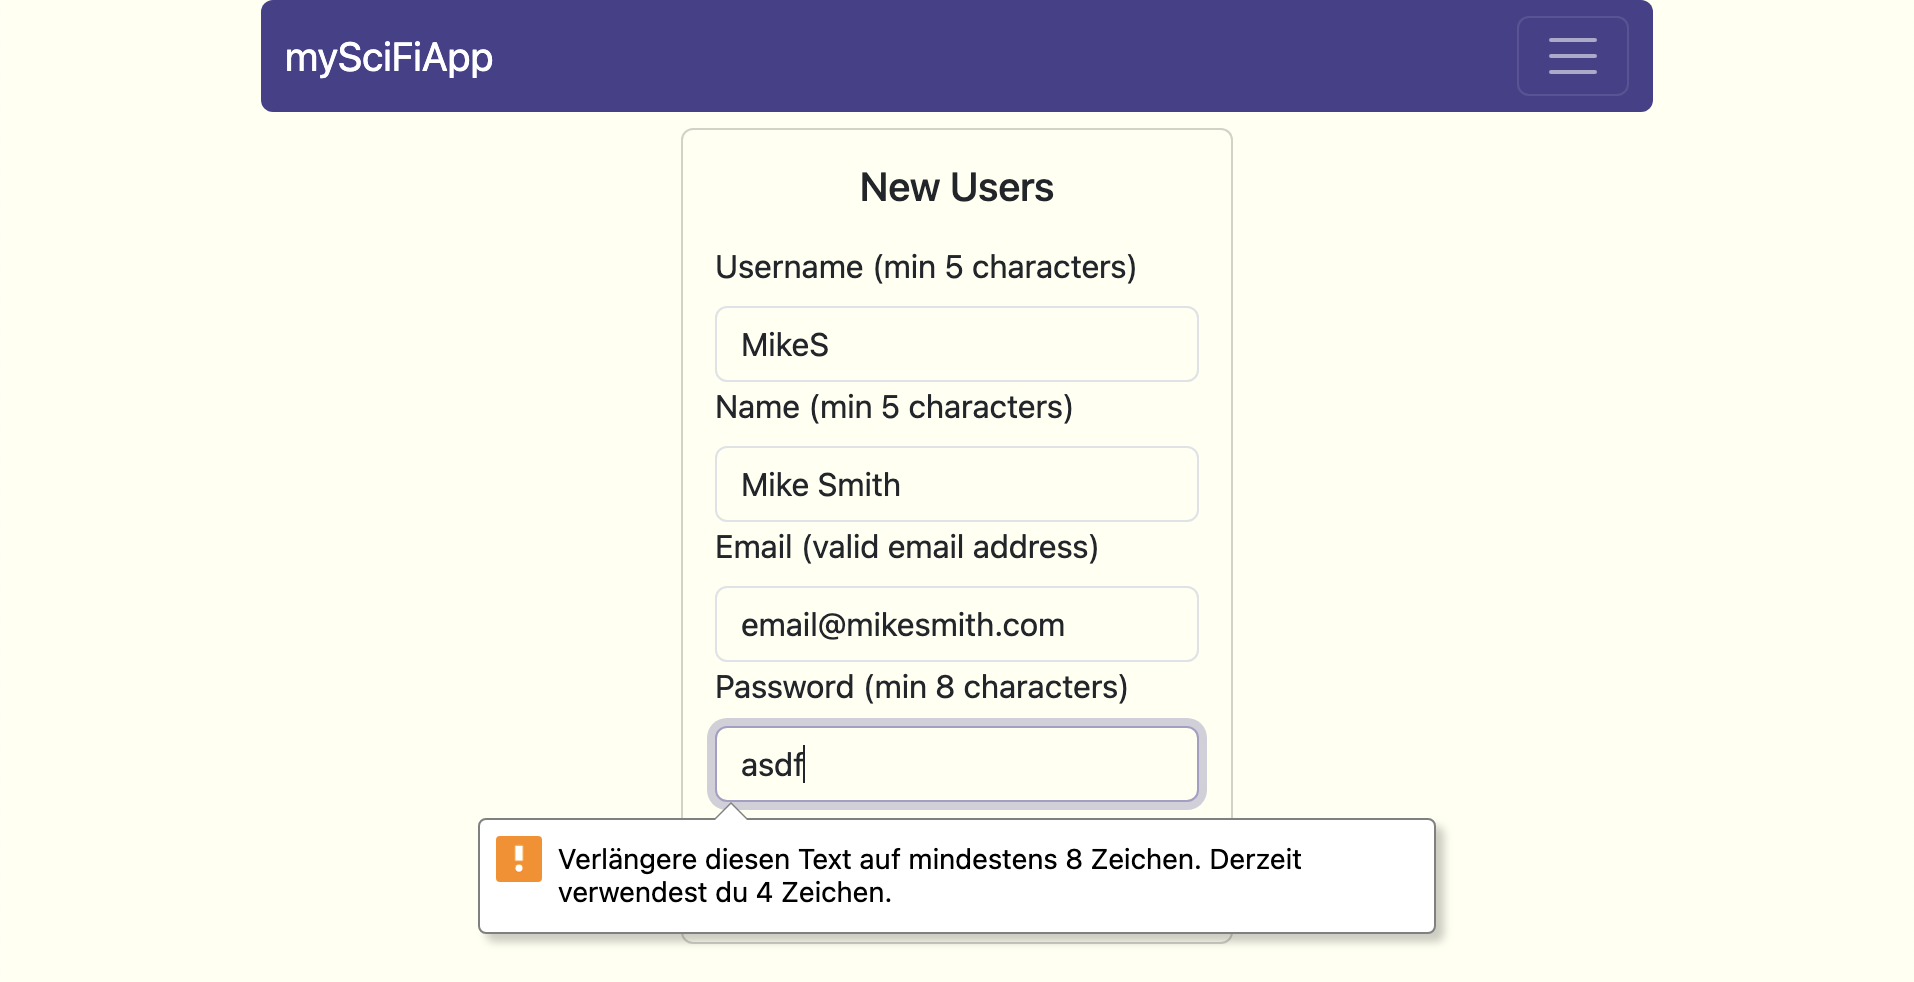 mySciFiApp
New Users
Username (min 5 characters)
MikeS
Name (min 5 characters)
Mike Smith
Email (valid email address)
email@mikesmith.com
Password (min 8 characters)
asdf
Verlängere diesen Text auf mindestens 8 Zeichen. Derzeit
verwendest du 4 Zeichen.